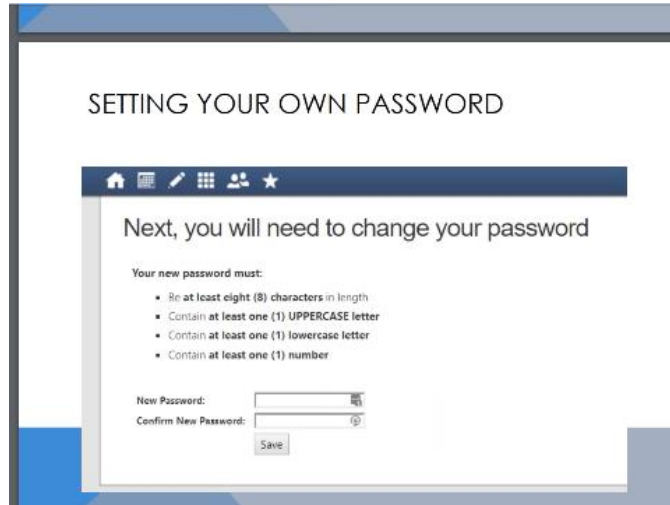 SETTING YOUR OWN PASSWORD
Next, you will need to change your password
Your new password must:
Be at least eight (8) characters in length
Contain at least one (1) UPPERCASE letter
Contain at least one (1) lowercase letter
Contain at least one (1) number
New Password:
Confirm New Password:
Save